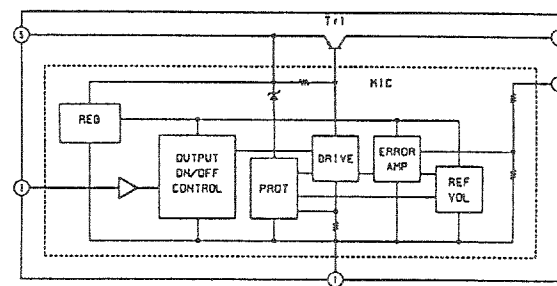 Tr1
5
MIC
REG
OUTPUT
ON/OFF
CONTROL
DRIVE
ERROR
AMP
PROT
REF
VOL
1